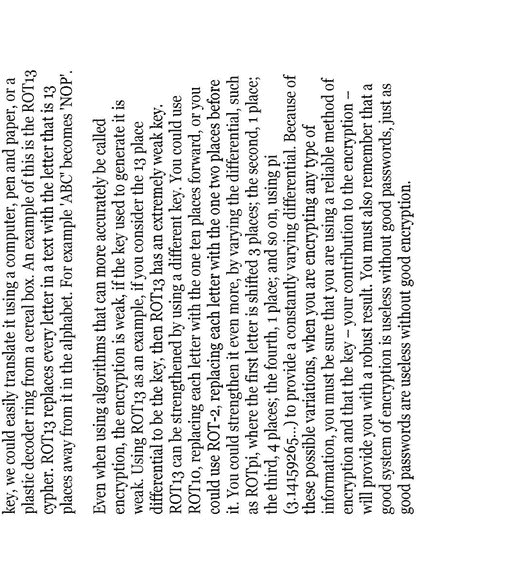 key, we could easily translate it using a computer, pen and paper, or a
plastic decoder ring from a cereal box. An example of this is the ROT13
cypher. ROT13 replaces every letter in a text with the letter that is 13
places away from it in the alphabet. For example 'ABC' becomes 'NOP'.
Even when using algorithms that can more accurately be called
encryption, the encryption is weak, if the key used to generate it is
weak. Using ROT13 as an example, if you consider the 13 place
differential to be the key, then ROT13 has an extremely weak key.
ROT13 can be strengthened by using a different key. You could use
ROT10, replacing each letter with the one ten places forward, or you
could use ROT-2, replacing each letter with the one two places before
it. You could strengthen it even more, by varying the differential, such
as ROTpi, where the first letter is shifted 3 places; the second, 1 place;
the third, 4 places; the fourth, 1 place; and so on, using pi
(3.14159265...) to provide a constantly varying differential. Because of
these possible variations, when you are encrypting any type of
information, you must be sure that you are using a reliable method of
encryption and that the key – your contribution to the encryption –
will provide you with a robust result. You must also remember that a
good system of encryption is useless without good passwords, just as
good passwords are useless without good encryption.